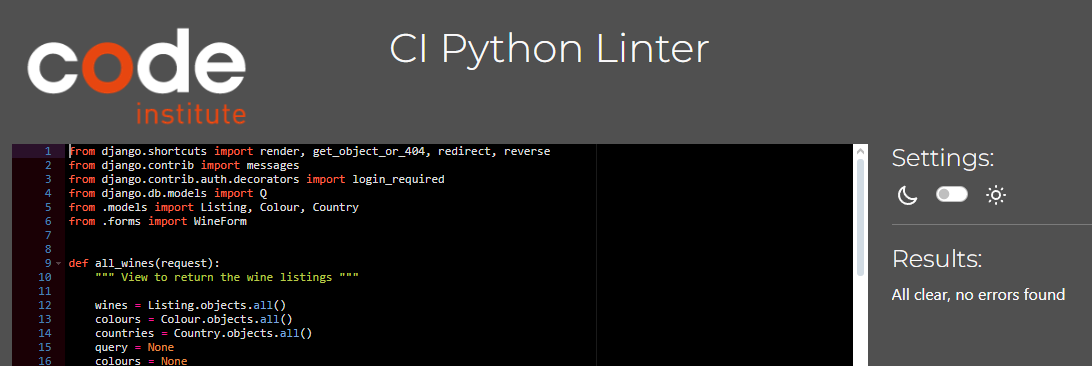 code
institute
CI Python Linter
1 from django.shortcuts import render, get_object_or_404, redirect, reverse
2 from django.contrib import messages
3 from django.contrib.auth.decorators import login_required
4 from django.db.models import Q
5 from .models import Listing, Colour, Country
6 from .forms import WineForm
7
8
9 def all_wines(request):
10 """ View to return the wine listings """
11
12 wines = Listing.objects.all()
13 colours = Colour.objects.all()
14 countries = Country.objects.all()
15 query = None
16 colours = None
Settings:
Results:
All clear, no errors found